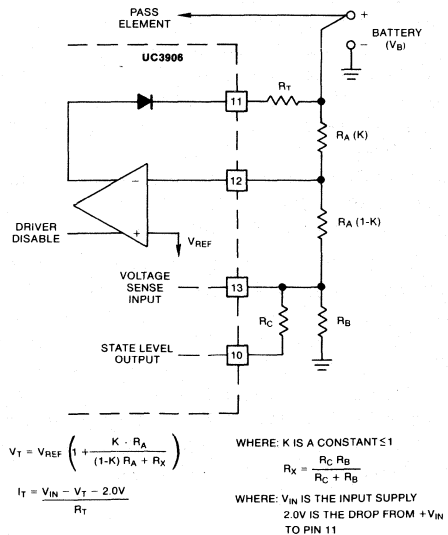 PASS
ELEMENT
+
BATTERY
(V_B)
−
UC3906
11
R_T
R_A (K)
−
12
DRIVER
DISABLE
+
V_REF
R_A (1-K)
VOLTAGE
SENSE
INPUT
13
R_C
R_B
STATE LEVEL
OUTPUT
10
V_T = V_REF (1 + K · R_A / (1-K) R_A + R_X)
WHERE: K IS A CONSTANT ≤ 1
R_X = R_C R_B / R_C + R_B
I_T = V_IN − V_T − 2.0V / R_T
WHERE: V_IN IS THE INPUT SUPPLY
2.0V IS THE DROP FROM +V_IN
TO PIN 11